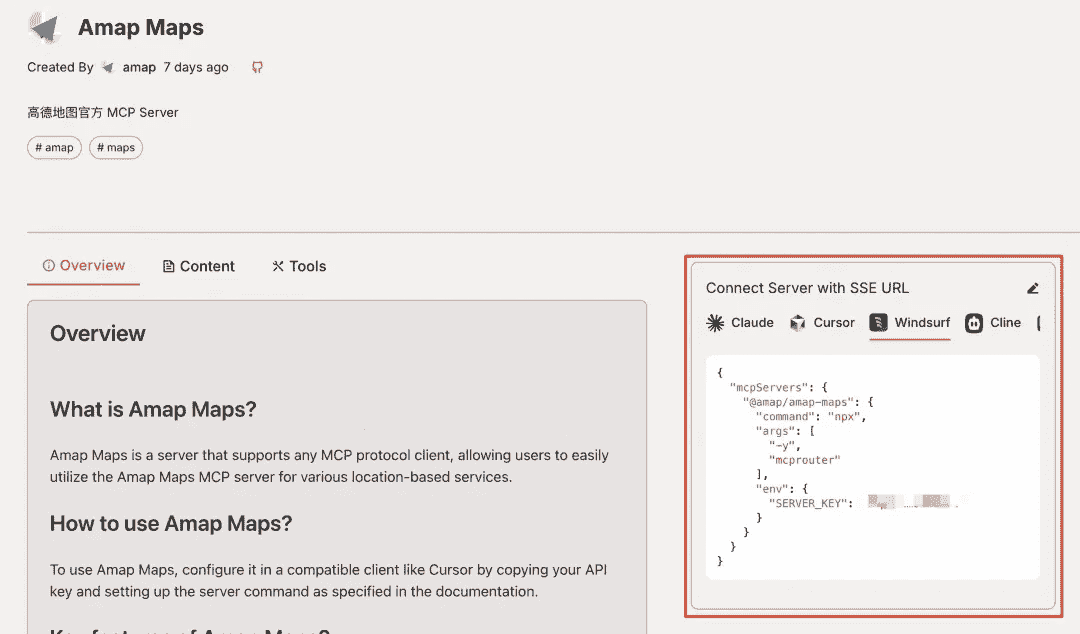 Amap Maps
Created By amap 7 days ago
高德地图官方 MCP Server
# amap # maps
Overview Content Tools
Overview
What is Amap Maps?
Amap Maps is a server that supports any MCP protocol client, allowing users to easily
utilize the Amap Maps MCP server for various location-based services.
How to use Amap Maps?
To use Amap Maps, configure it in a compatible client like Cursor by copying your API
key and setting up the server command as specified in the documentation.
Key features of Amap Maps?
Connect Server with SSE URL
Claude Cursor Windsurf Cline
{
"mcpServers": {
"@amap/amap-maps": {
"command": "npx",
"args": [
"-y",
"mcprouter"
],
"env": {
"SERVER_KEY":
}
}
}
}